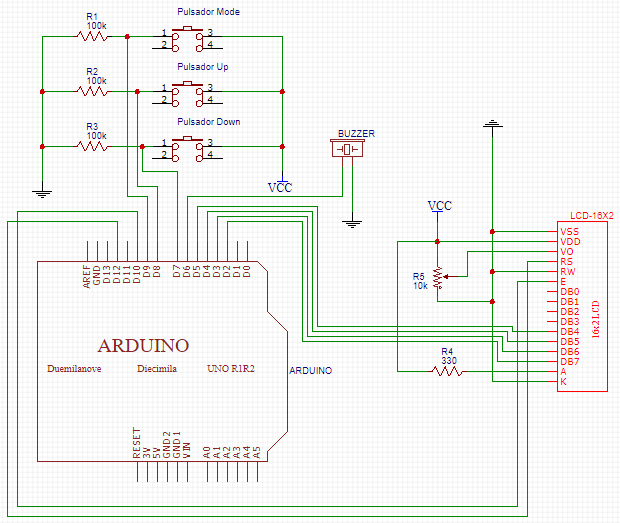 Pulsador Mode
R1
100k
1 3
2 4
Pulsador Up
R2
100k
1 3
2 4
Pulsador Down
R3
100k
1 3
2 4
BUZZER
VCC
VCC
LCD-16X2
VSS
VDD
VO
RS
RW
E
DB0
DB1
DB2
DB3
DB4
DB5
DB6
DB7
A
K
16x2 LCD
R5
10k
R4
330
AREF
GND
D13
D12
D11
D10
D9
D8
D7
D6
D5
D4
D3
D2
D1
D0
ARDUINO
Duemilanove Diecimila UNO R1R2
ARDUINO
RESET
3V
5V
GND2
GND1
VIN
A0
A1
A2
A3
A4
A5